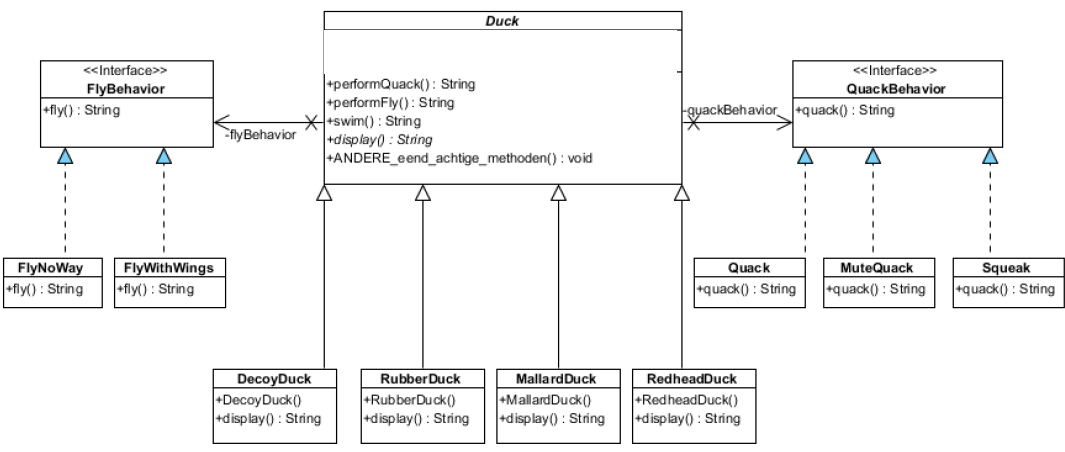 Duck
+performQuack() : String
+performFly() : String
+swim() : String
+display() : String
+ANDERE_eend_achtige_methoden() : void
<<Interface>>
FlyBehavior
+fly() : String
-flyBehavior
-quackBehavior
<<Interface>>
QuackBehavior
+quack() : String
FlyNoWay
+fly() : String
FlyWithWings
+fly() : String
Quack
+quack() : String
MuteQuack
+quack() : String
Squeak
+quack() : String
DecoyDuck
+DecoyDuck()
+display() : String
RubberDuck
+RubberDuck()
+display() : String
MallardDuck
+MallardDuck()
+display() : String
RedheadDuck
+RedheadDuck()
+display() : String